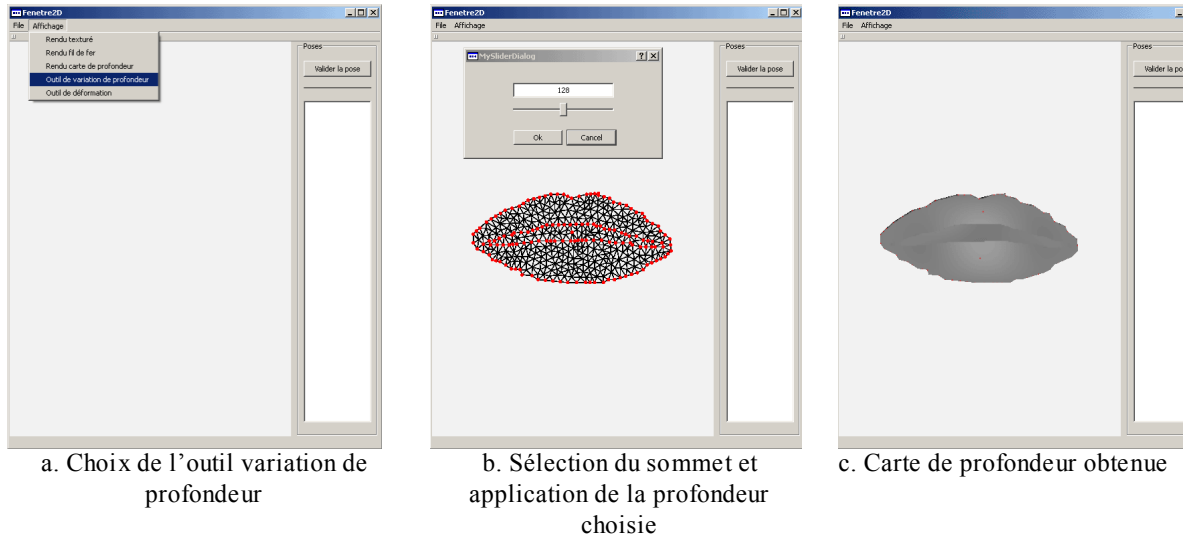 Fenetre2D
File Affichage
Rendu texturé
Rendu fil de fer
Rendu carte de profondeur
Outil de variation de profondeur
Outil de déformation
Poses
Valider la pose
a. Choix de l'outil variation de
profondeur
Fenetre2D
File Affichage
MySliderDialog
128
Ok Cancel
Poses
Valider la pose
b. Sélection du sommet et
application de la profondeur
choisie
Fenetre2D
File Affichage
Poses
Valider la po
c. Carte de profondeur obtenue